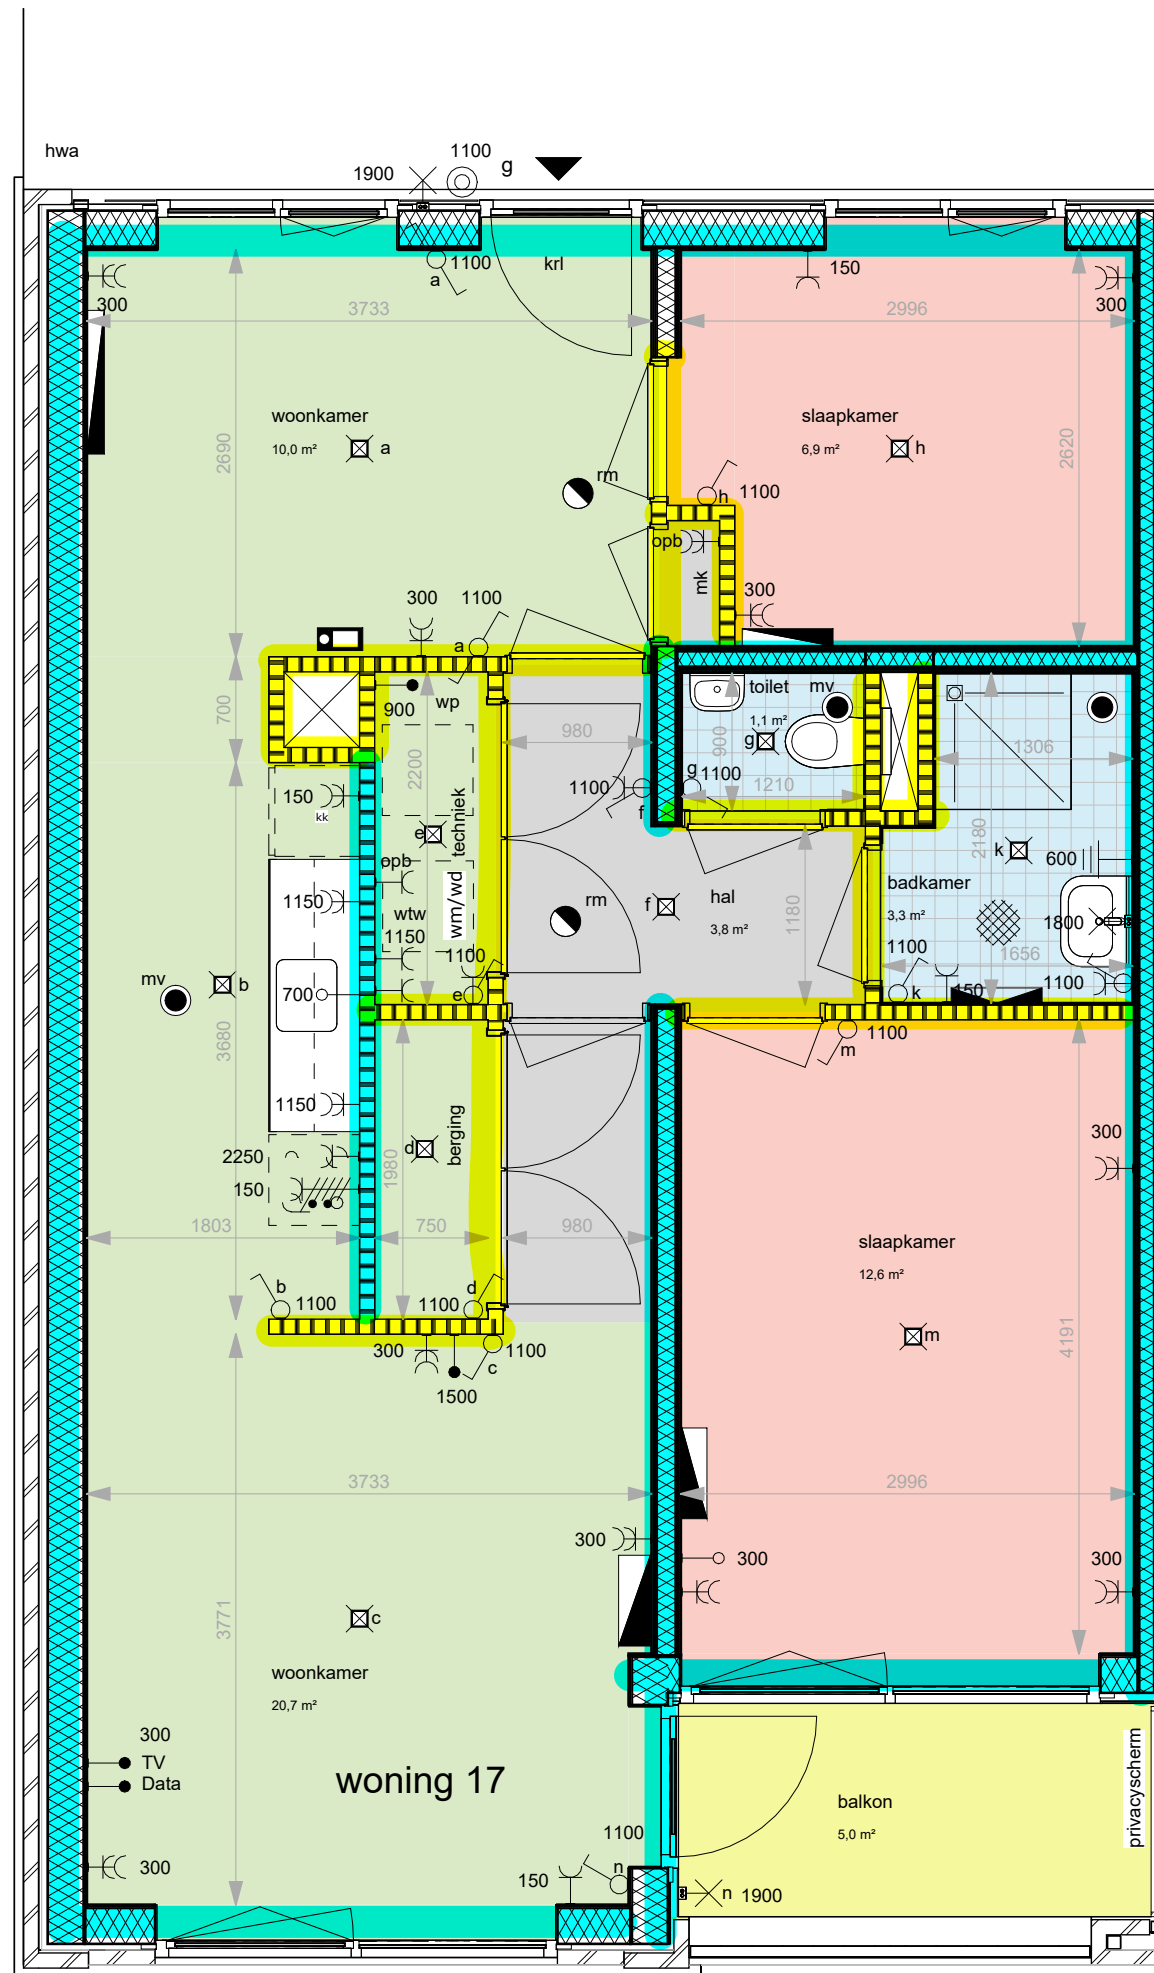 hwa
1900
1100
g
1100
a
krl
300
150
300
3733
2996
woonkamer
10,0 m²
a
slaapkamer
6,9 m²
h
2690
2620
rm
h
1100
opb
mk
300
300
1100
a
700
900
wp
2200
980
toilet
mv
1,1 m²
g
900
1306
1100
g
1100
1210
f
150
kk
e
techniek
2180
k
600
opb
1150
wtw
wm/wd
rm
f
hal
3,8 m²
1180
badkamer
3,3 m²
1800
1150
1100
1100
1656
mv
b
700
e
k
150
1100
3680
m
1100
1150
d
berging
1980
2250
150
300
1803
750
980
slaapkamer
12,6 m²
b
1100
1100
d
300
1100
c
1500
m
4191
3733
2996
300
300
300
3771
c
woonkamer
20,7 m²
300
TV
Data
woning 17
balkon
5,0 m²
privacyscherm
1100
n
300
150
n
1900